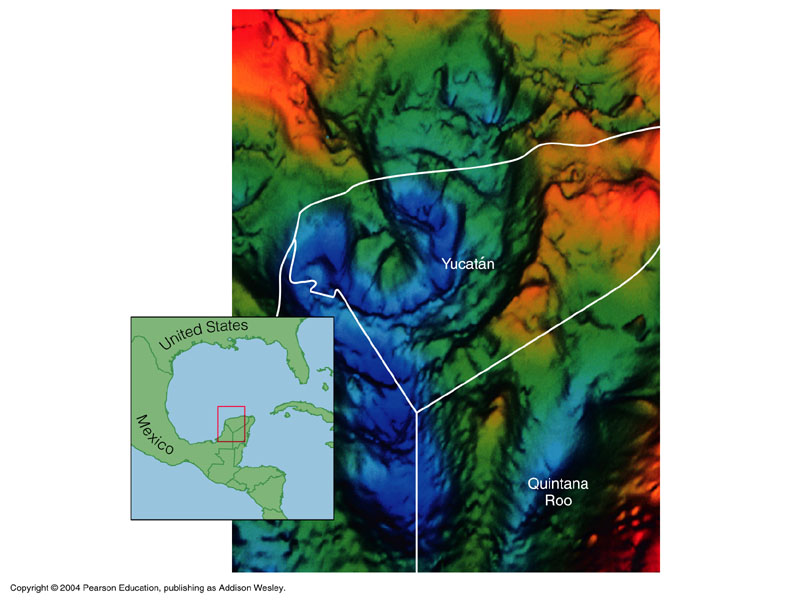 Yucatán
United States
Mexico
Quintana
Roo
Copyright © 2004 Pearson Education, publishing as Addison Wesley.